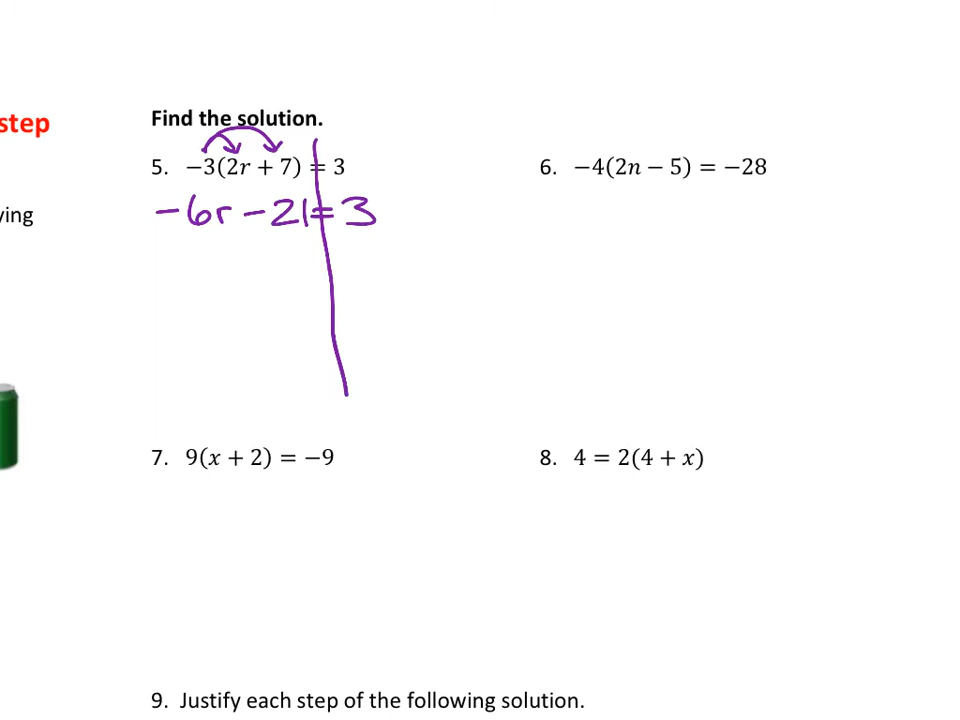 step
ying
Find the solution.
5. −3(2r + 7) = 3
-6r - 21 = 3
6. −4(2n − 5) = −28
7. 9(x + 2) = −9
8. 4 = 2(4 + x)
9. Justify each step of the following solution.